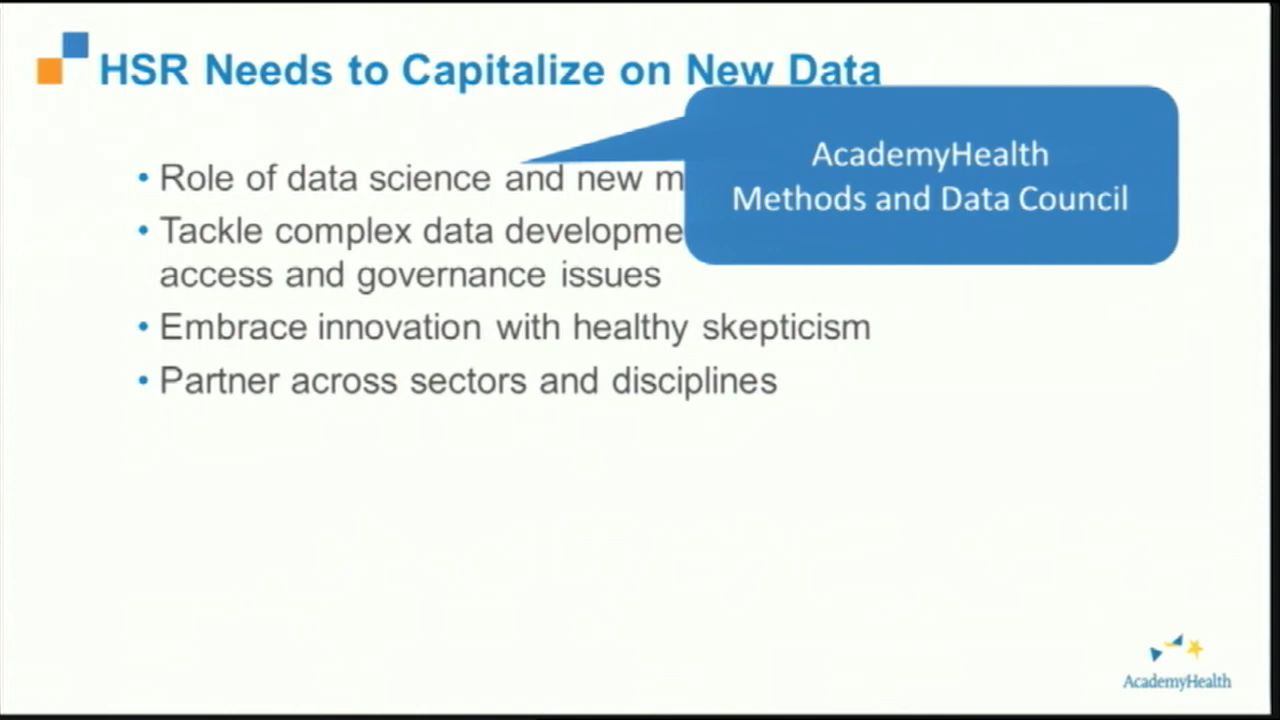 HSR Needs to Capitalize on New Data
AcademyHealth
Methods and Data Council
• Role of data science and new m
• Tackle complex data developme
access and governance issues
• Embrace innovation with healthy skepticism
• Partner across sectors and disciplines
AcademyHealth